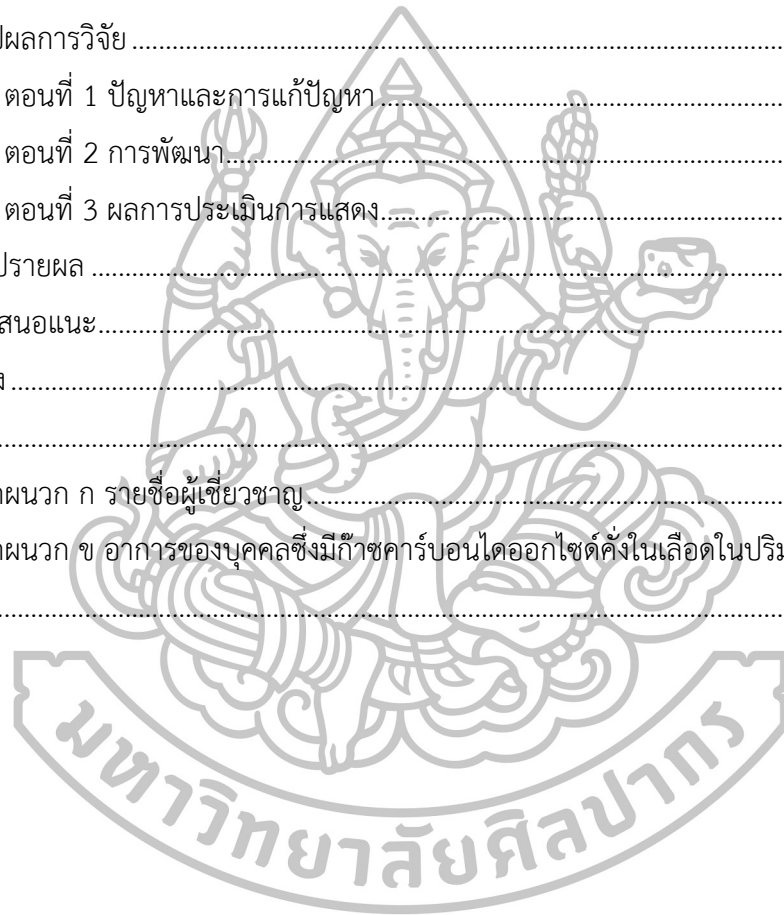 ปผลการวิจัย
ตอนที่ 1 ปัญหาและการแก้ปัญหา
ตอนที่ 2 การพัฒนา
ตอนที่ 3 ผลการประเมินการแสดง
ปรายผล
สนอแนะ
ง
ผนวก ก รายชื่อผู้เชี่ยวชาญ
ผนวก ข อาการของบุคคลซึ่งมีก๊าซคาร์บอนไดออกไซด์คั่งในเลือดในปริม
มหาวิทยาลัยศิลปากร